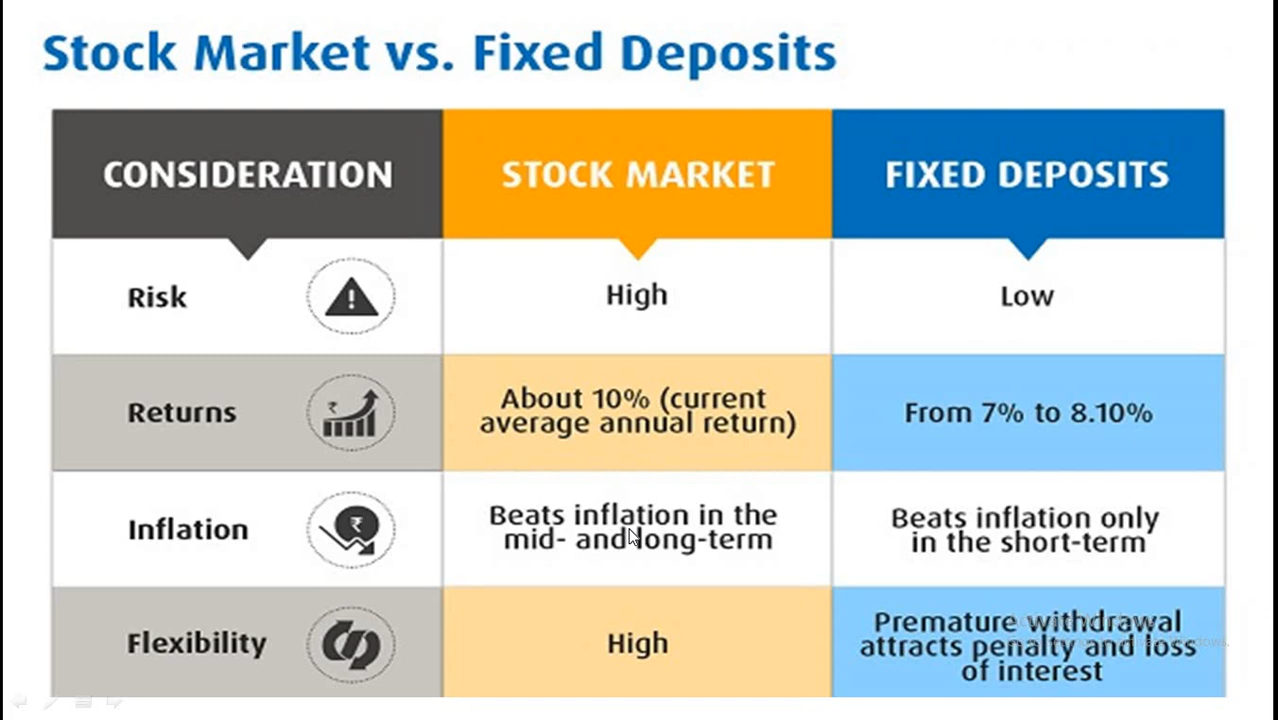 Stock Market vs. Fixed Deposits
CONSIDERATION
STOCK MARKET
FIXED DEPOSITS
Risk
High
Low
Returns
₹
About 10% (current
average annual return)
From 7% to 8.10%
Inflation
₹
Beats inflation in the
mid- and long-term
Beats inflation only
in the short-term
Flexibility
High
Premature withdrawal
attracts penalty and loss
of interest